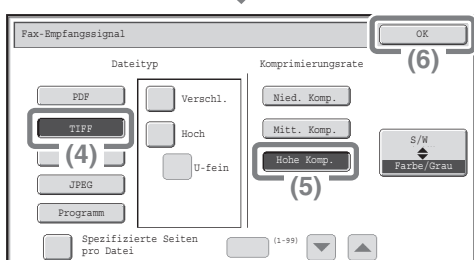 Fax-Empfangssignal
OK
(6)
Dateityp
Komprimierungsrate
PDF
Verschl.
Nied. Komp.
TIFF
Hoch
Mitt. Komp.
S/W
(4)
U-fein
Hohe Komp.
Farbe/Grau
(5)
JPEG
Programm
Spezifizierte Seiten
pro Datei
(1-99)